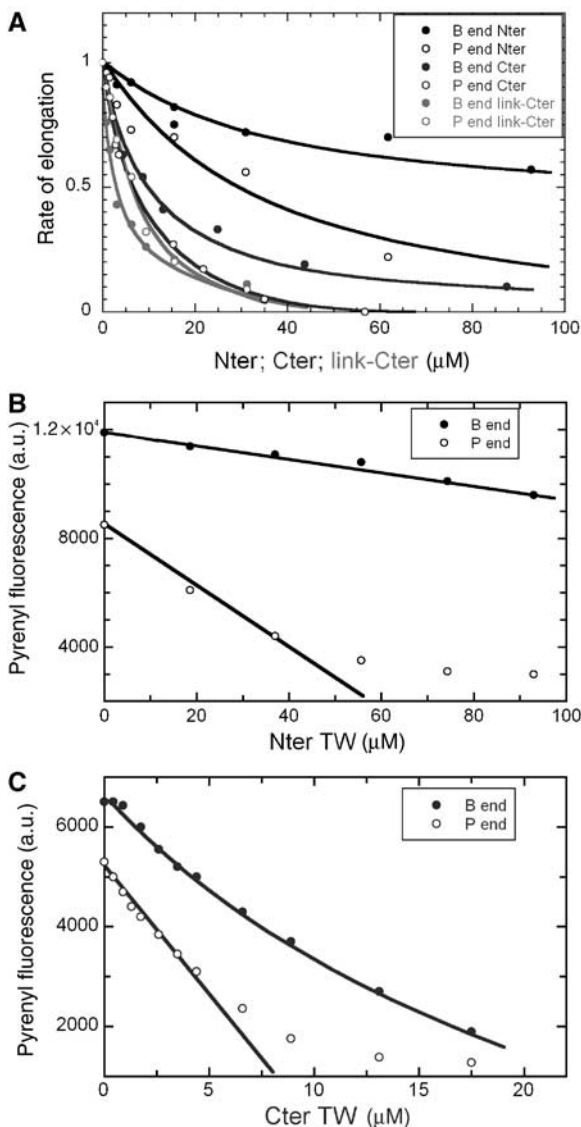 A
B end Nter
P end Nter
B end Cter
P end Cter
B end link-Cter
P end link-Cter
Rate of elongation
1
0.5
0
0 20 40 60 80 100
Nter; Cter; link-Cter (μM)
B
B end
P end
Pyrenyl fluorescence (a.u.)
1.2 × 10⁴
8000
4000
0 20 40 60 80 100
Nter TW (μM)
C
B end
P end
Pyrenyl fluorescence (a.u.)
6000
4000
2000
0 5 10 15 20
Cter TW (μM)